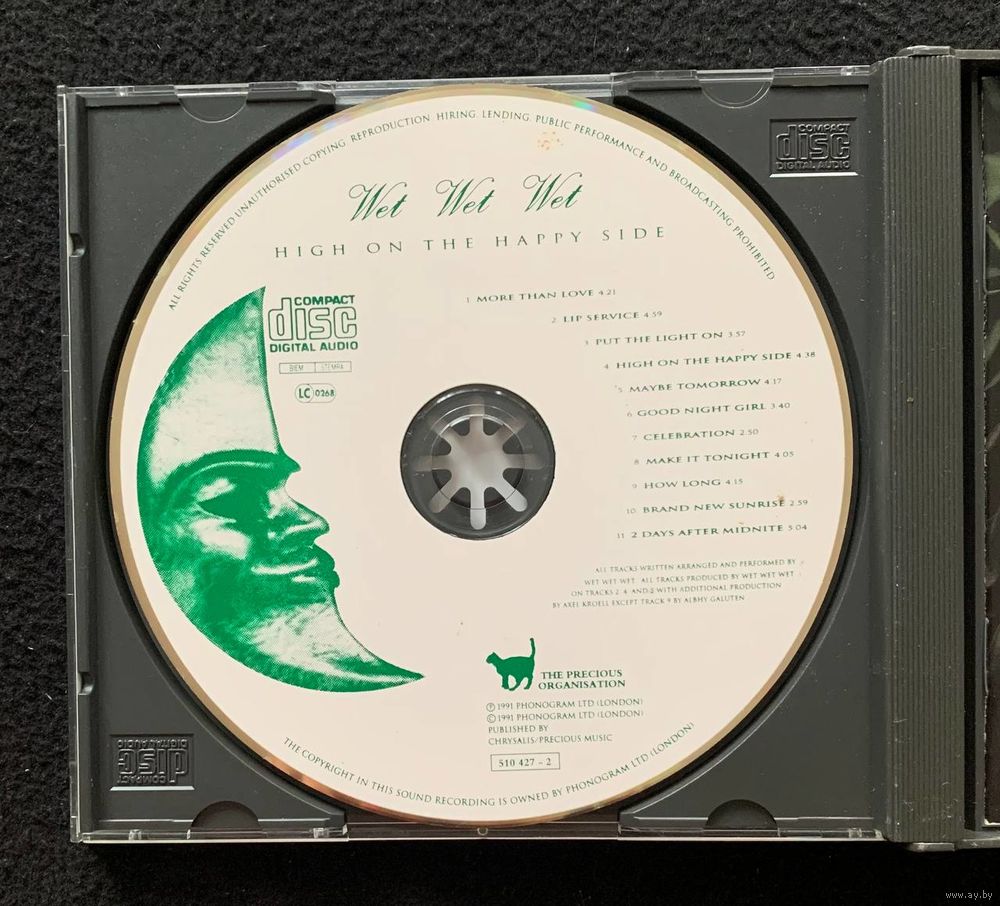 ALL RIGHTS RESERVED UNAUTHORISED COPYING. REPRODUCTION. HIRING. LENDING. PUBLIC PERFORMANCE AND BROADCASTING PROHIBITED
COMPACT
disc
DIGITAL AUDIO
Wet Wet Wet
HIGH ON THE HAPPY SIDE
COMPACT
disc
DIGITAL AUDIO
BIEM STEMRA
LC 0268
1 MORE THAN LOVE 4.21
2 LIP SERVICE 4.59
3 PUT THE LIGHT ON 3.57
4 HIGH ON THE HAPPY SIDE 4.38
5 MAYBE TOMORROW 4.17
6 GOOD NIGHT GIRL 3.40
7 CELEBRATION 2.50
8 MAKE IT TONIGHT 4.05
9 HOW LONG 4.15
10 BRAND NEW SUNRISE 2.59
11 2 DAYS AFTER MIDNITE 5.04
ALL TRACKS WRITTEN ARRANGED AND PERFORMED BY
WET WET WET. ALL TRACKS PRODUCED BY WET WET WET
ON TRACKS 2. 4. AND WITH ADDITIONAL PRODUCTION
BY AXEL KROELL EXCEPT TRACK 9 BY ALBHY GALUTEN
THE PRECIOUS
ORGANISATION
℗ 1991 PHONOGRAM LTD (LONDON)
© 1991 PHONOGRAM LTD (LONDON)
PUBLISHED BY
CHRYSALIS/PRECIOUS MUSIC
510 427 - 2
THE COPYRIGHT IN THIS SOUND RECORDING IS OWNED BY PHONOGRAM LTD (LONDON)
COMPACT
disc
DIGITAL AUDIO
www.ay.by